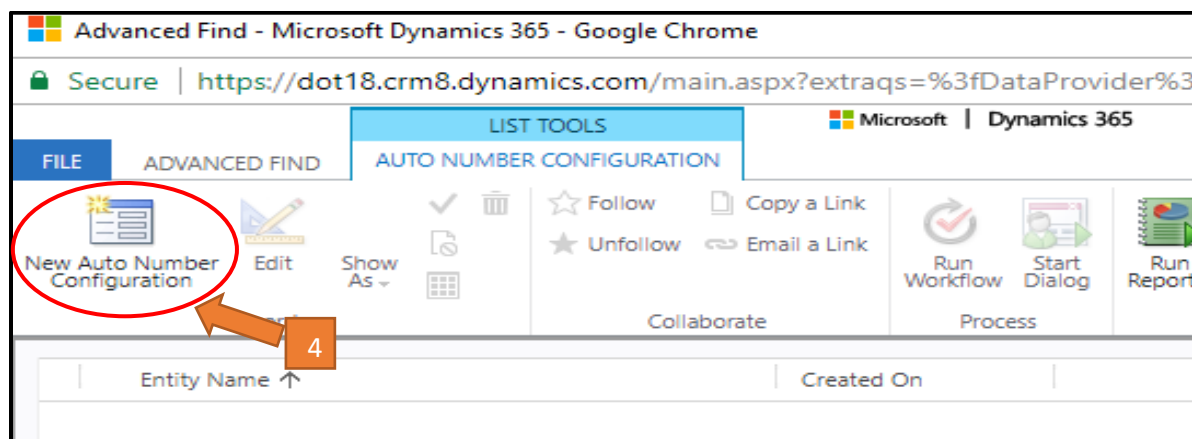 Advanced Find - Microsoft Dynamics 365 - Google Chrome
Secure | https://dot18.crm8.dynamics.com/main.aspx?extraqs=%3fDataProvider%3
LIST TOOLS
Microsoft | Dynamics 365
FILE ADVANCED FIND AUTO NUMBER CONFIGURATION
New Auto Number Configuration
Edit
Show As
Follow
Copy a Link
Unfollow
Email a Link
Run Workflow
Start Dialog
Run Report
Collaborate
Process
4
Entity Name ↑ Created On